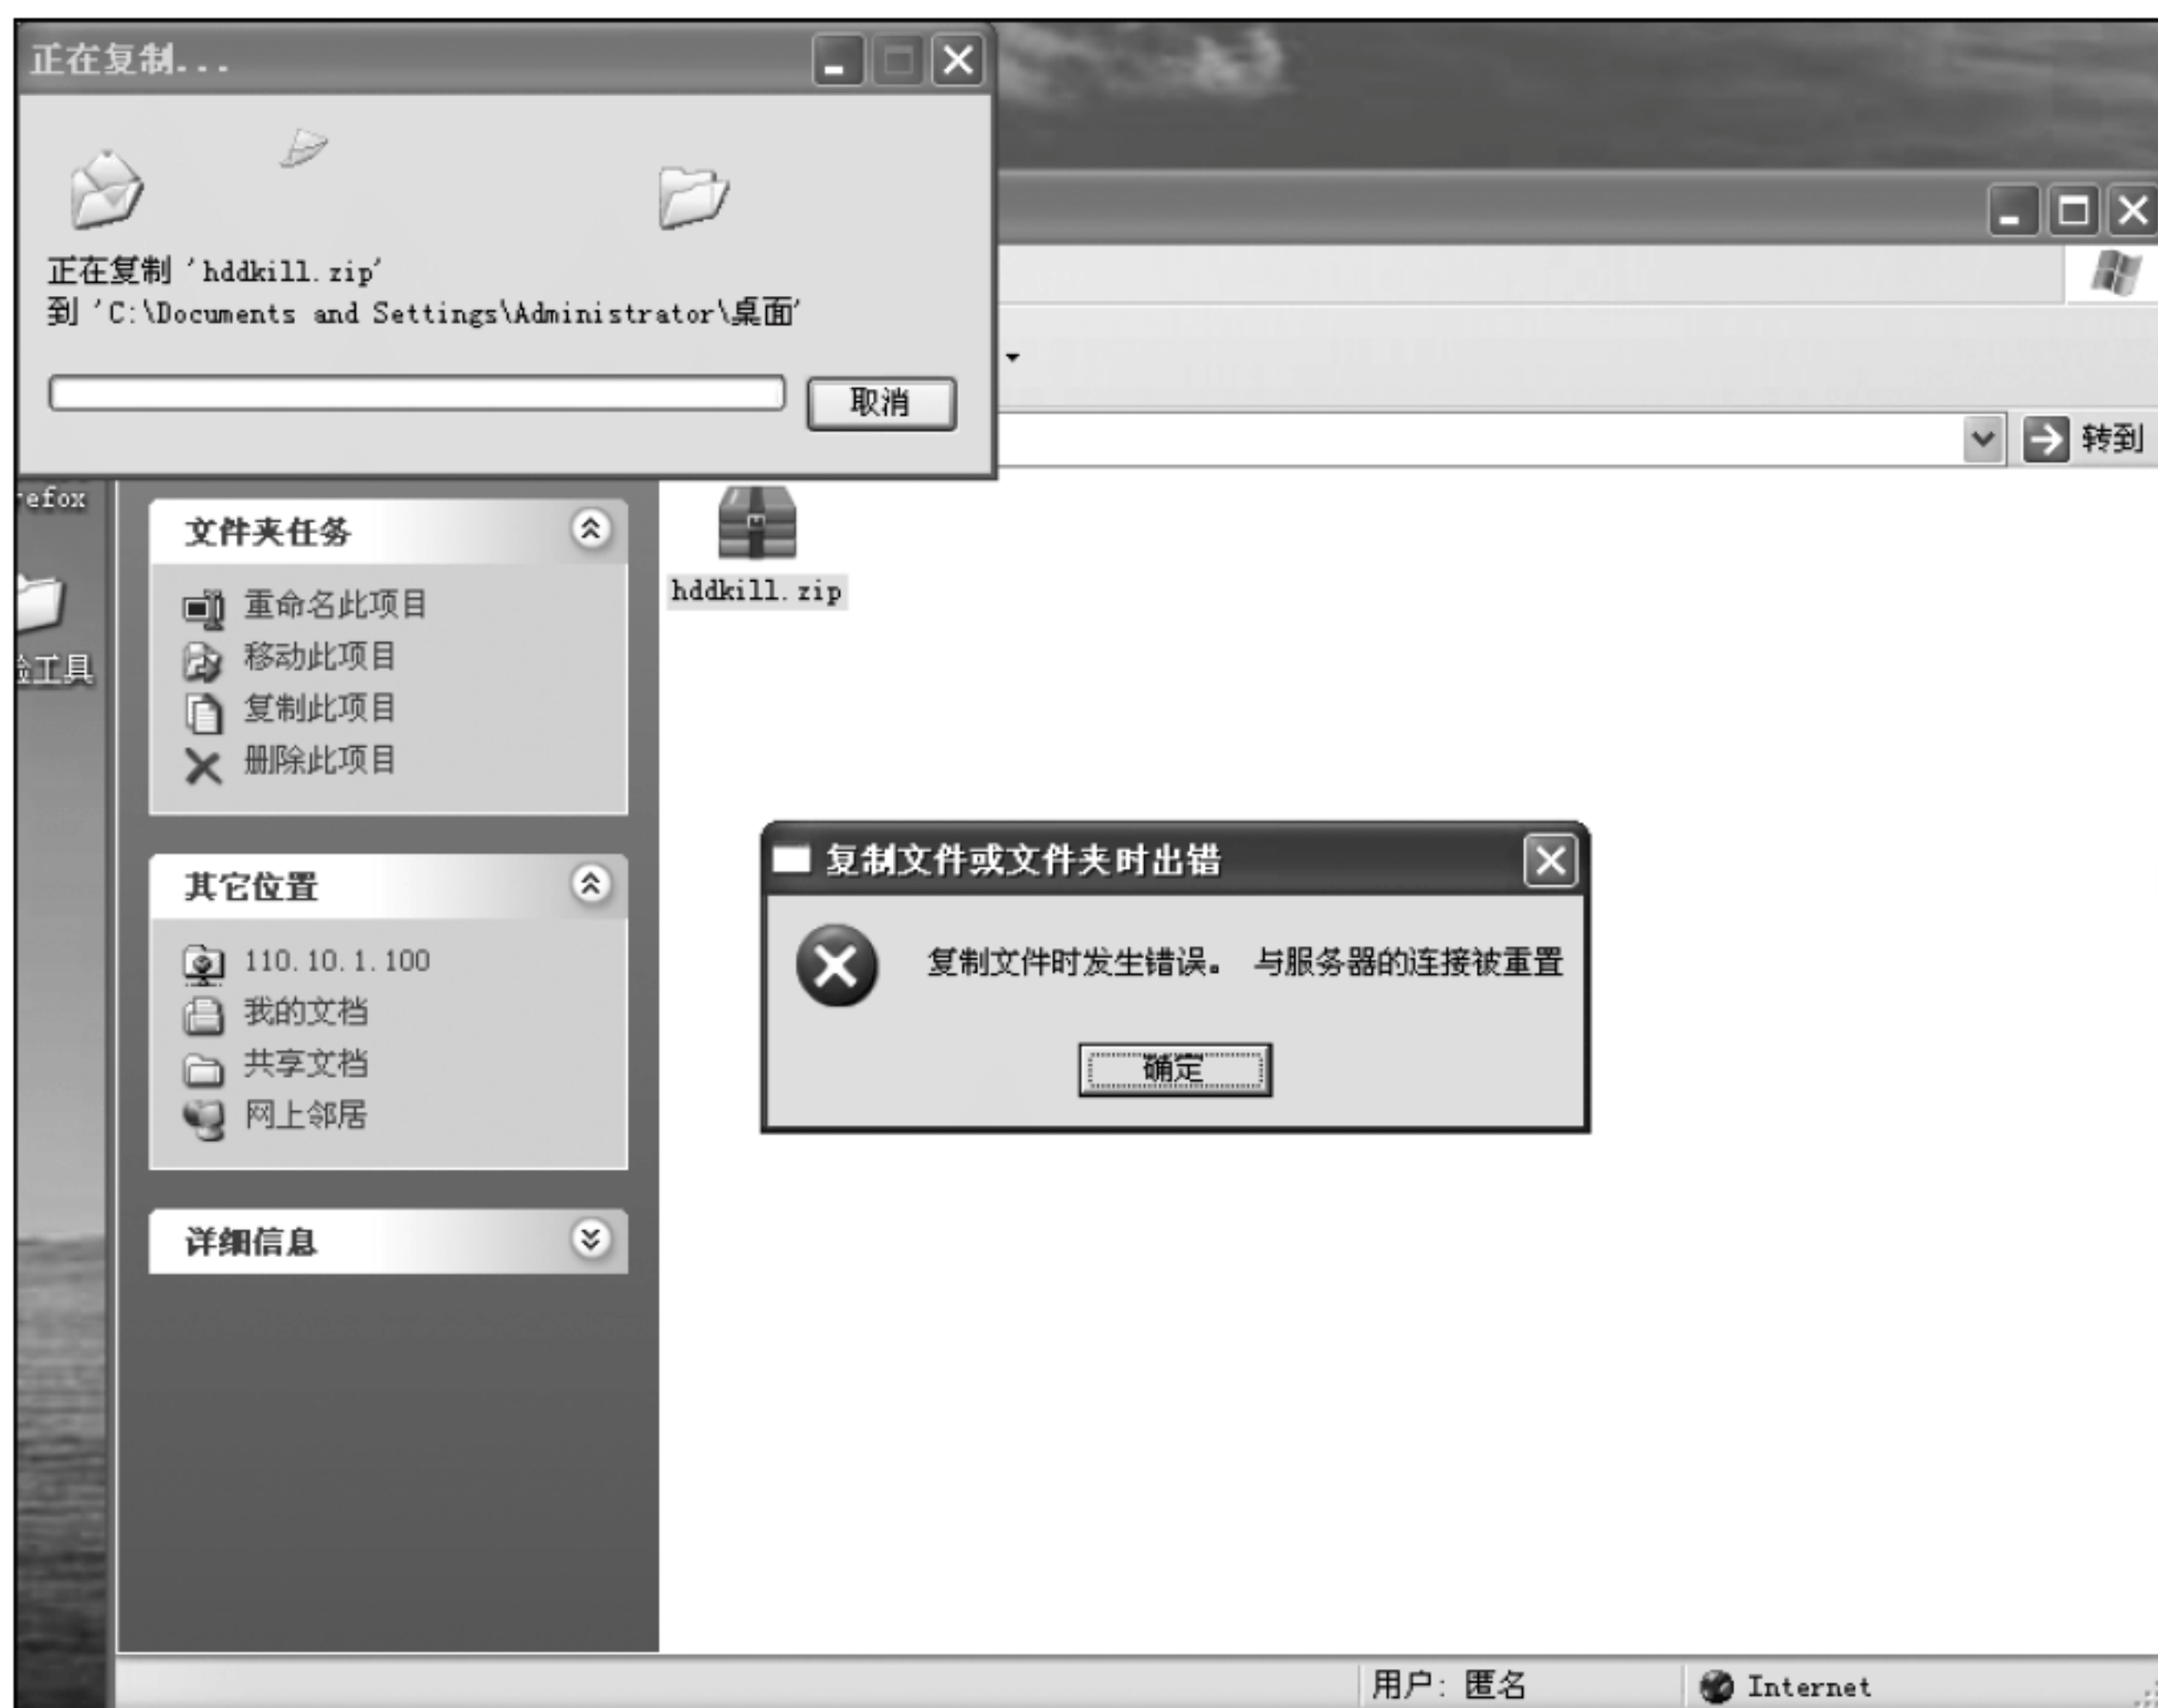 正在复制...
正在复制 'hddkill.zip'
到 'C:\Documents and Settings\Administrator\桌面'
取消
转到
efox
文件夹任务
重命名此项目
移动此项目
复制此项目
删除此项目
hddkill.zip
工具
复制文件或文件夹时出错
复制文件时发生错误。 与服务器的连接被重置
确定
其它位置
110.10.1.100
我的文档
共享文档
网上邻居
详细信息
用户: 匿名
Internet